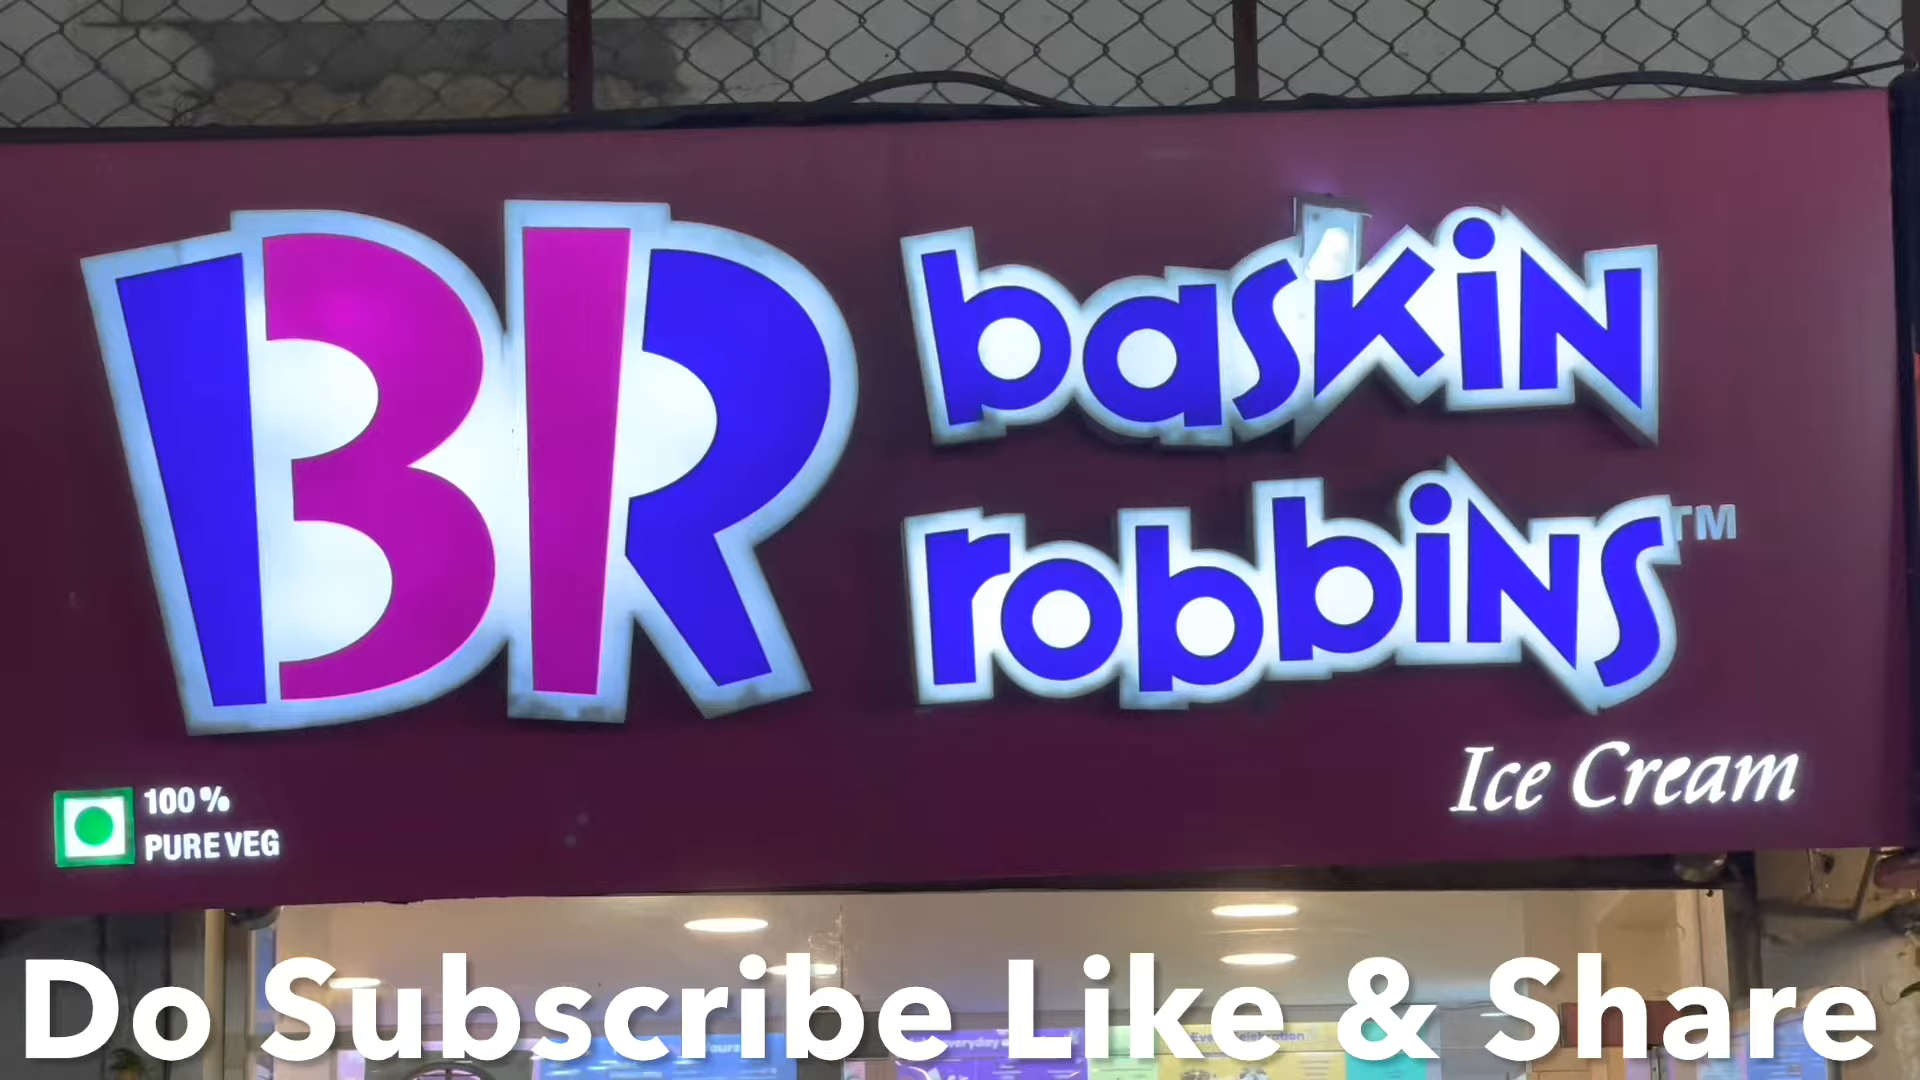 BR
baskin
robbins™
Ice Cream
100%
PURE VEG
Do Subscribe Like & Share